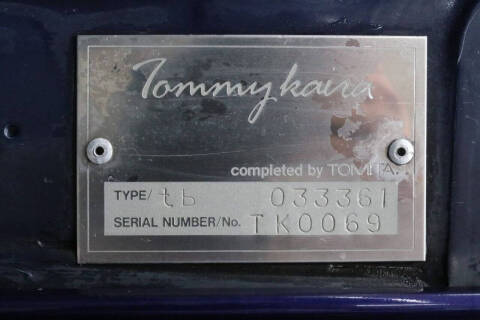 Tommykaira
completed by TOMITA.
TYPE/ tb 033361
SERIAL NUMBER/No. TK0069